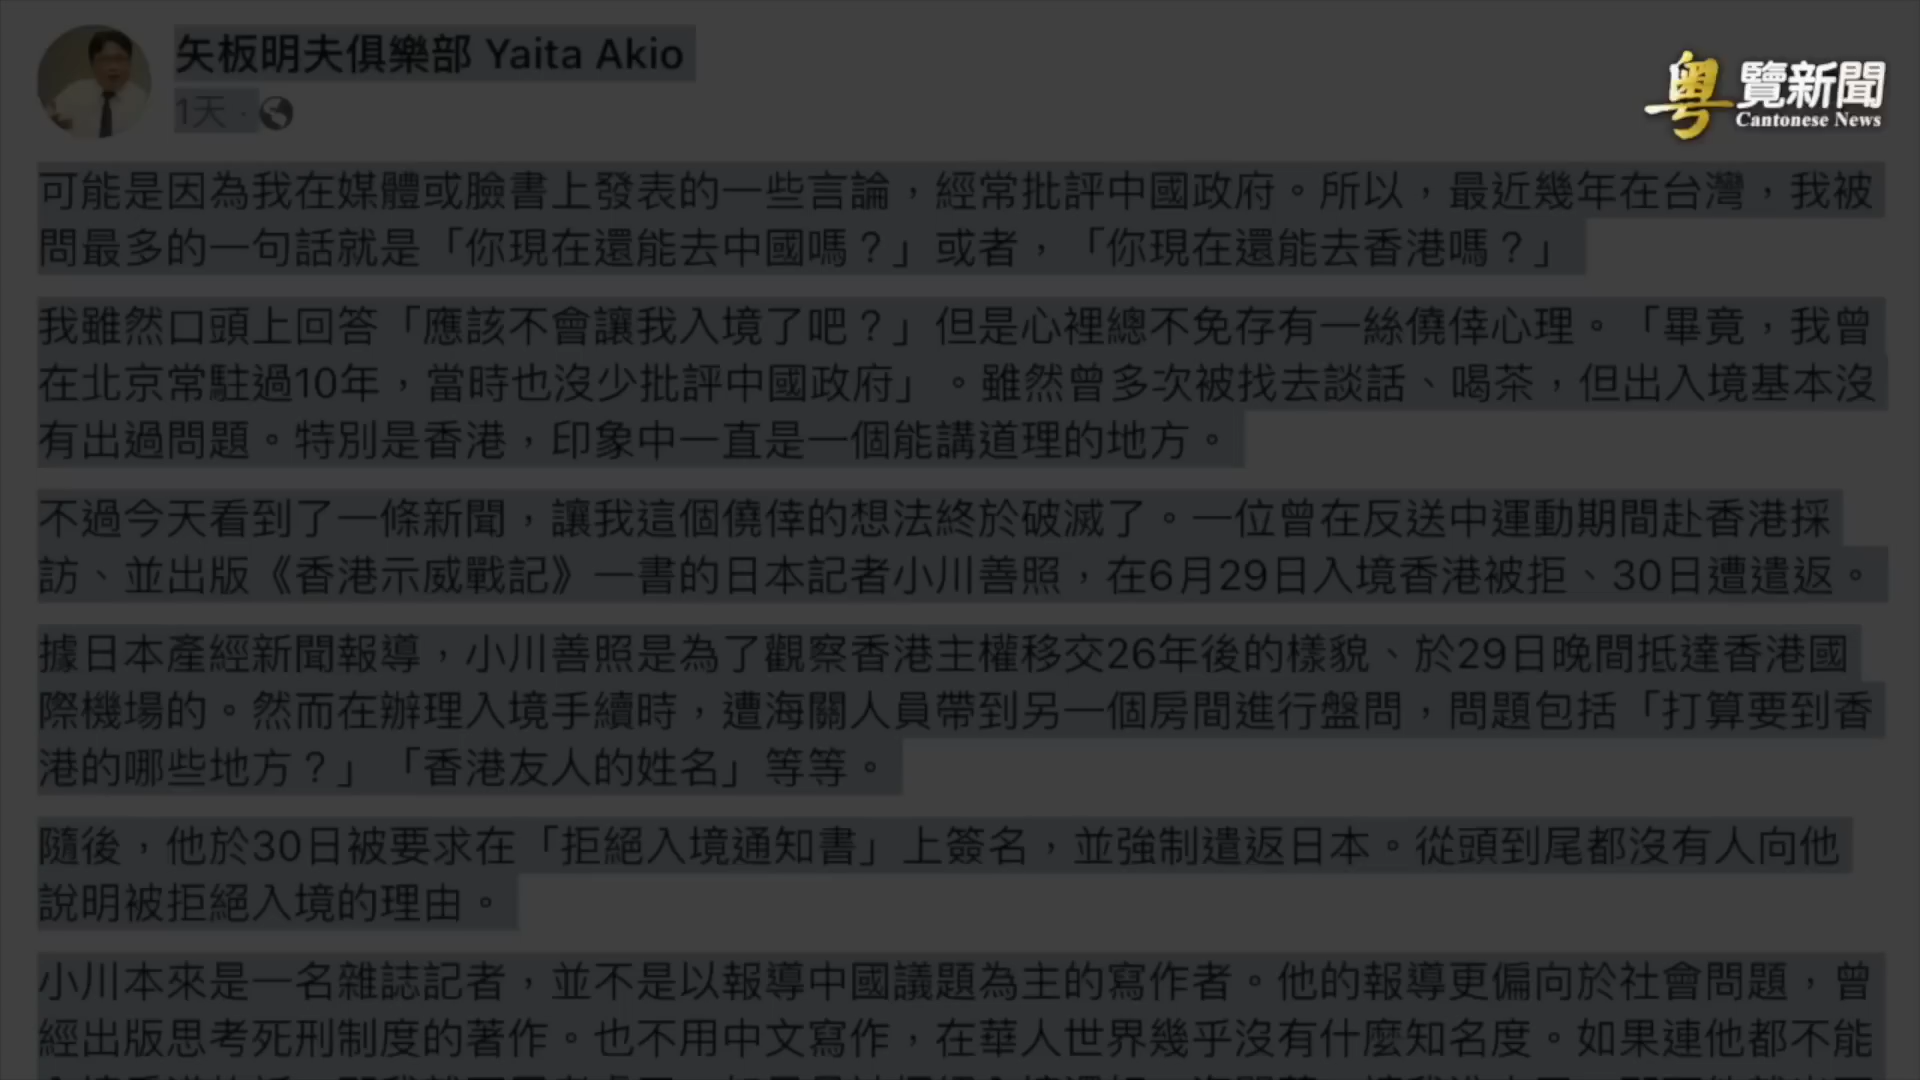 矢板明夫俱樂部 Yaita Akio
1天 ·
粵覽新聞
Cantonese News
可能是因為我在媒體或臉書上發表的一些言論，經常批評中國政府。所以，最近幾年在台灣，我被
問最多的一句話就是「你現在還能去中國嗎？」或者，「你現在還能去香港嗎？」
我雖然口頭上回答「應該不會讓我入境了吧？」但是心裡總不免存有一絲僥倖心理。「畢竟，我曾
在北京常駐過10年，當時也沒少批評中國政府」。雖然曾多次被找去談話、喝茶，但出入境基本沒
有出過問題。特別是香港，印象中一直是一個能講道理的地方。
不過今天看到了一條新聞，讓我這個僥倖的想法終於破滅了。一位曾在反送中運動期間赴香港採
訪、並出版《香港示威戰記》一書的日本記者小川善照，在6月29日入境香港被拒、30日遭遣返。
據日本產經新聞報導，小川善照是為了觀察香港主權移交26年後的樣貌、於29日晚間抵達香港國
際機場的。然而在辦理入境手續時，遭海關人員帶到另一個房間進行盤問，問題包括「打算要到香
港的哪些地方？」「香港友人的姓名」等等。
隨後，他於30日被要求在「拒絕入境通知書」上簽名，並強制遣返日本。從頭到尾都沒有人向他
說明被拒絕入境的理由。
小川本來是一名雜誌記者，並不是以報導中國議題為主的寫作者。他的報導更偏向於社會問題，曾
經出版思考死刑制度的著作。也不用中文寫作，在華人世界幾乎沒有什麼知名度。如果連他都不能